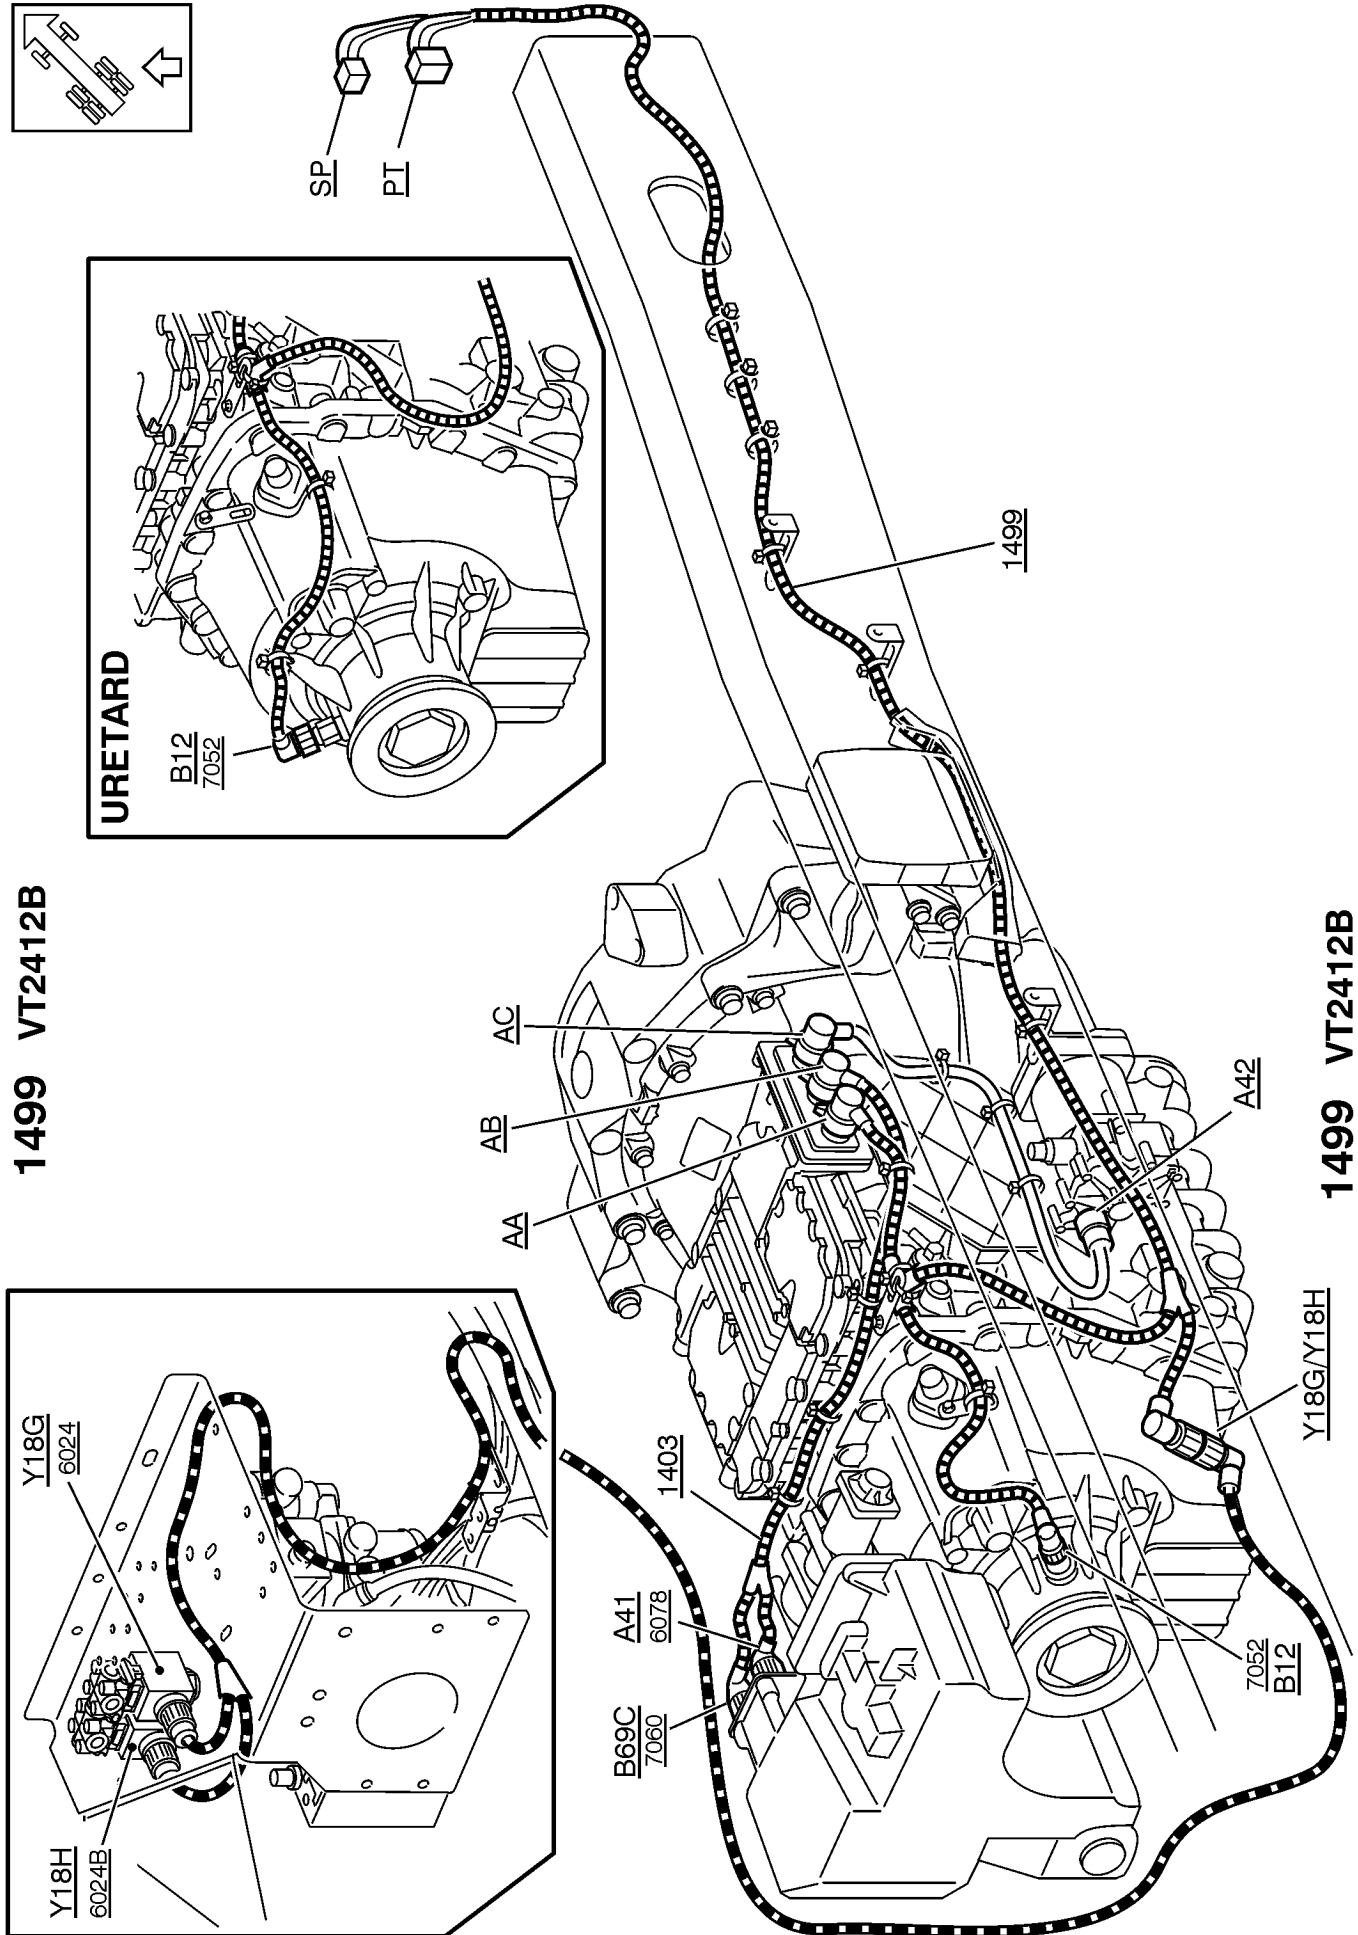 1499 VT2412B
Y18H
6024B
Y18G
6024
URETARD
B12
7052
SP
PT
AA
AB
AC
1499
B69C
7060
A41
6078
1403
7052
B12
Y18G/Y18H
A42
1499 VT2412B